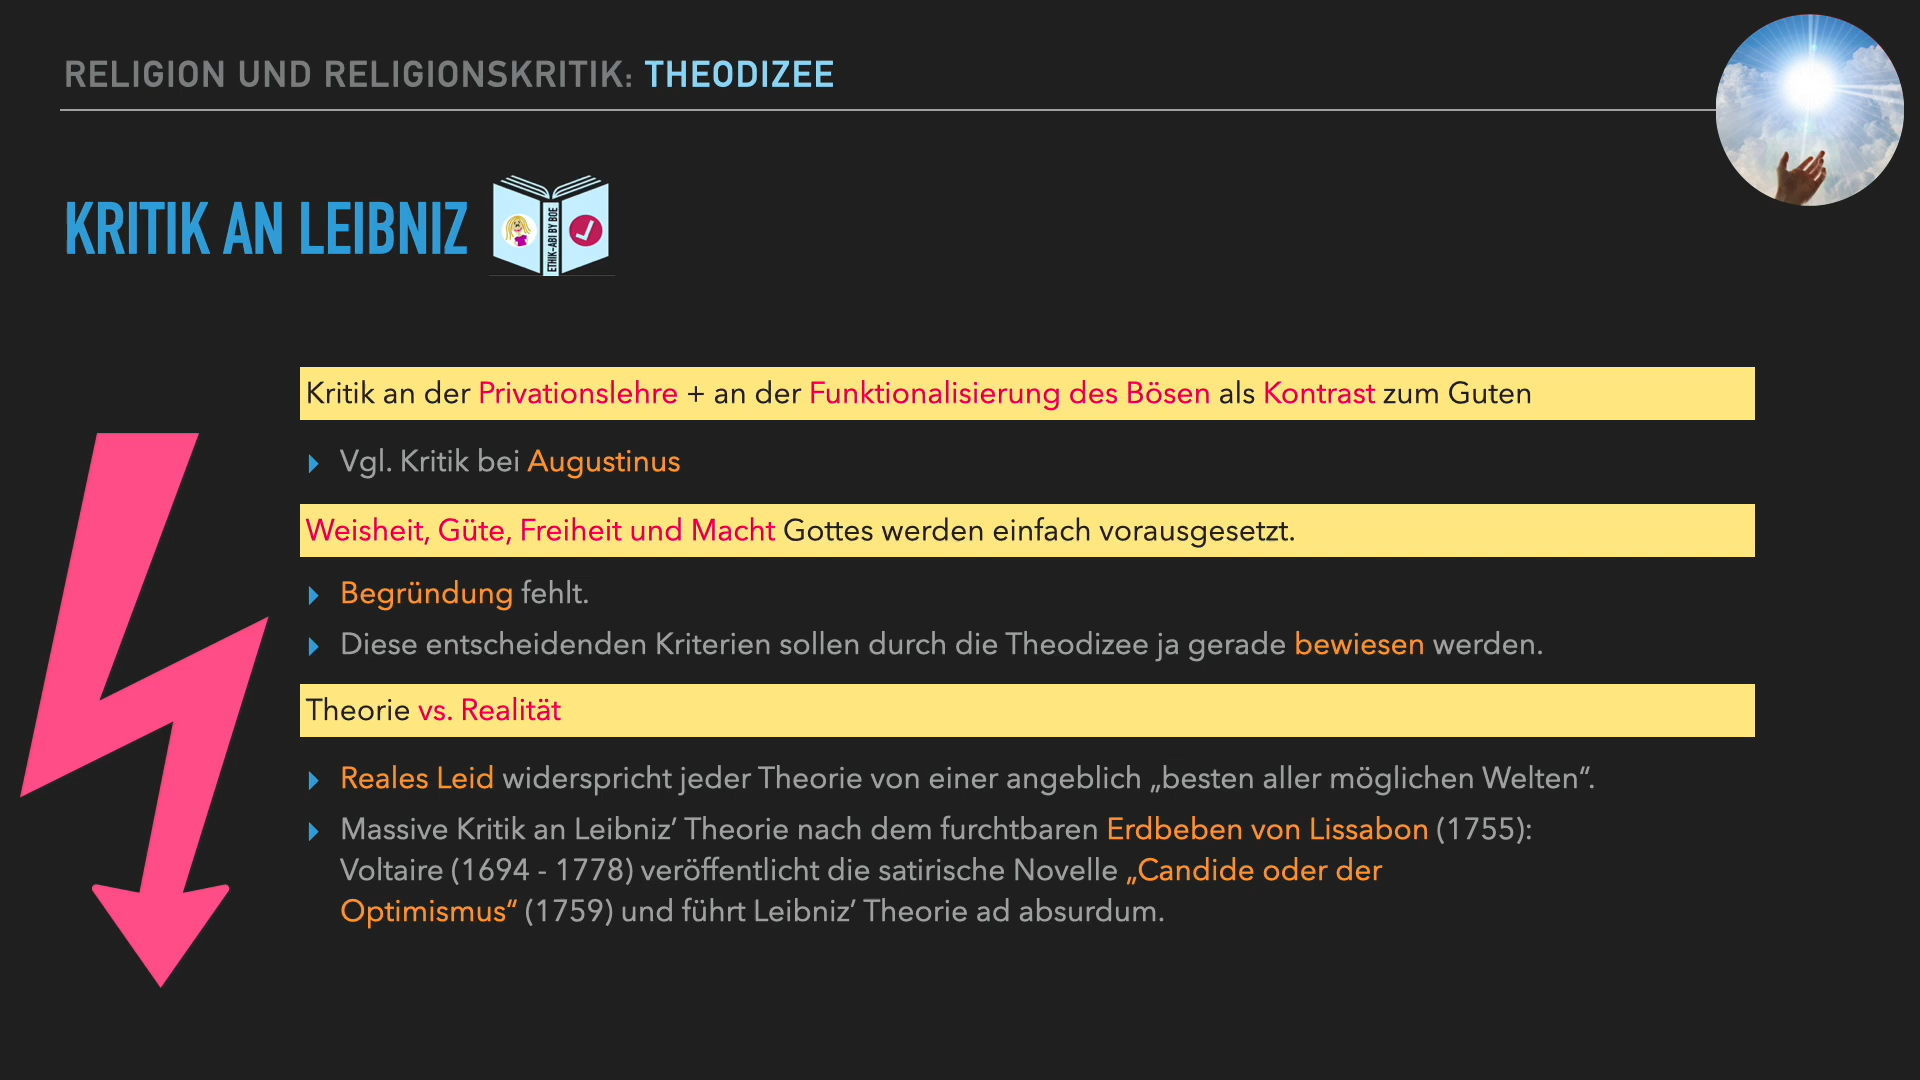 RELIGION UND RELIGIONSKRITIK: THEODIZEE
KRITIK AN LEIBNIZ
ETHIK-ABI BY BOE
Kritik an der Privationslehre + an der Funktionalisierung des Bösen als Kontrast zum Guten
Vgl. Kritik bei Augustinus
Weisheit, Güte, Freiheit und Macht Gottes werden einfach vorausgesetzt.
Begründung fehlt.
Diese entscheidenden Kriterien sollen durch die Theodizee ja gerade bewiesen werden.
Theorie vs. Realität
Reales Leid widerspricht jeder Theorie von einer angeblich „besten aller möglichen Welten“.
Massive Kritik an Leibniz’ Theorie nach dem furchtbaren Erdbeben von Lissabon (1755):
Voltaire (1694 - 1778) veröffentlicht die satirische Novelle „Candide oder der
Optimismus“ (1759) und führt Leibniz’ Theorie ad absurdum.